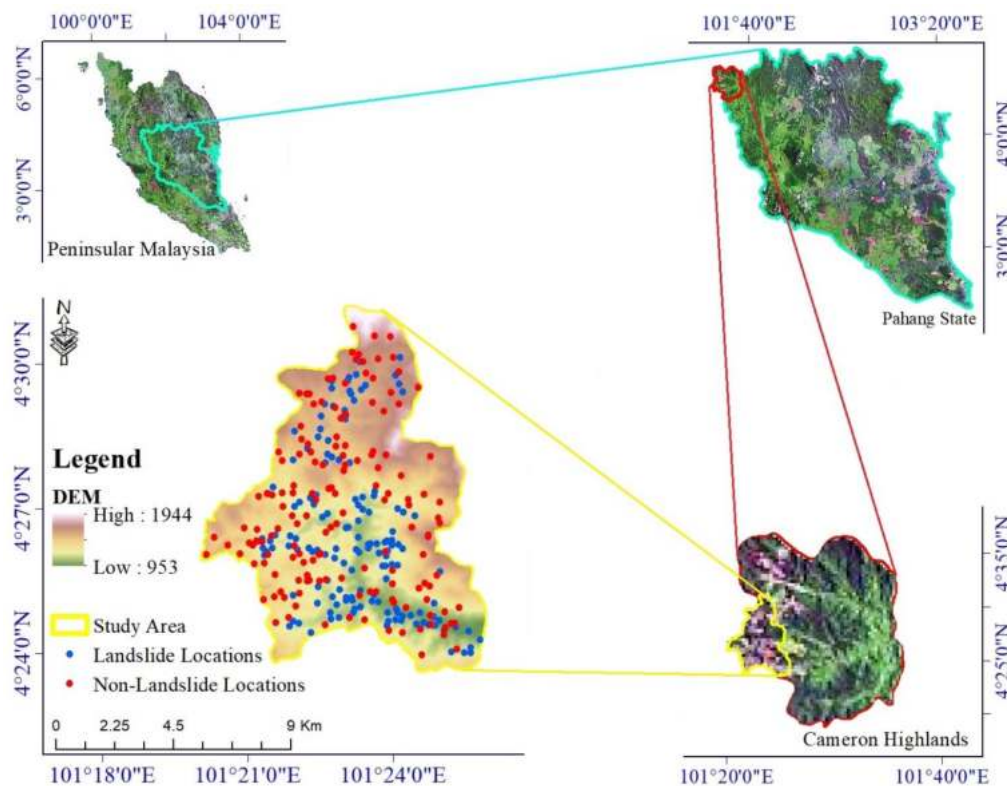 100°0'0"E 104°0'0"E
6°0'0"N
3°0'0"N
Peninsular Malaysia
101°40'0"E 103°20'0"E
4°0'0"N
3°0'0"N
Pahang State
N
4°30'0"N
4°27'0"N
4°24'0"N
Legend
DEM
High : 1944
Low : 953
Study Area
Landslide Locations
Non-Landslide Locations
0 2.25 4.5 9 Km
101°18'0"E 101°21'0"E 101°24'0"E
4°35'0"N
4°25'0"N
Cameron Highlands
101°20'0"E 101°40'0"E